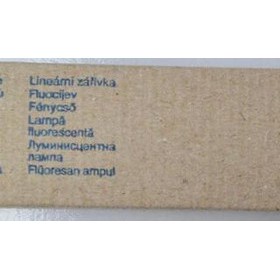 Lineární zářivka
Fluocijev
Fénycső
Lampă
fluorescentă
Луминисцентна
лампа
Flüoresan ampul